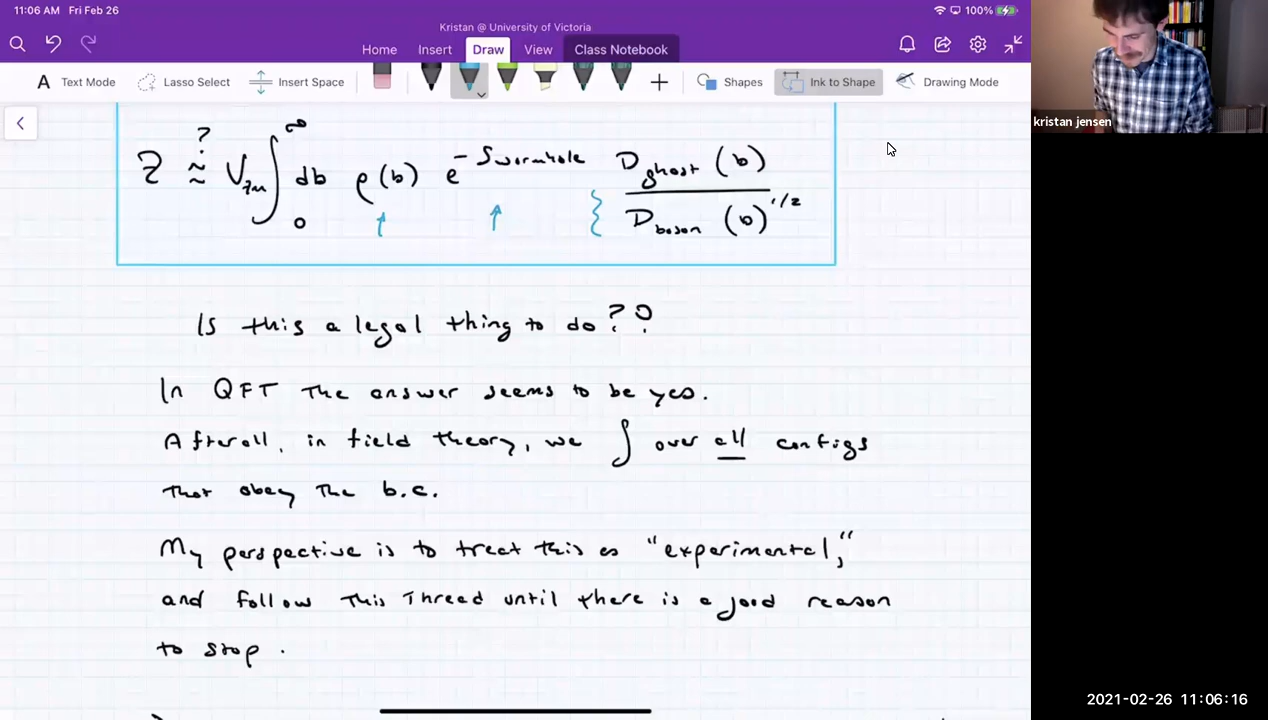 11:06 AM Fri Feb 26
100%
Kristan @ University of Victoria
Home Insert Draw View Class Notebook
Text Mode Lasso Select Insert Space Shapes Ink to Shape Drawing Mode
kristan jensen
Z ≈ V ∫ db ρ(b) e^{-S wormhole} D ghost (b) / D boson (b)^{1/2}
Is this a legal thing to do??
In QFT the answer seems to be yes.
Afterall, in field theory, we ∫ over all configs
that obey the b.c.
My perspective is to treat this as "experimental,"
and follow this thread until there is a good reason
to stop.
2021-02-26 11:06:16